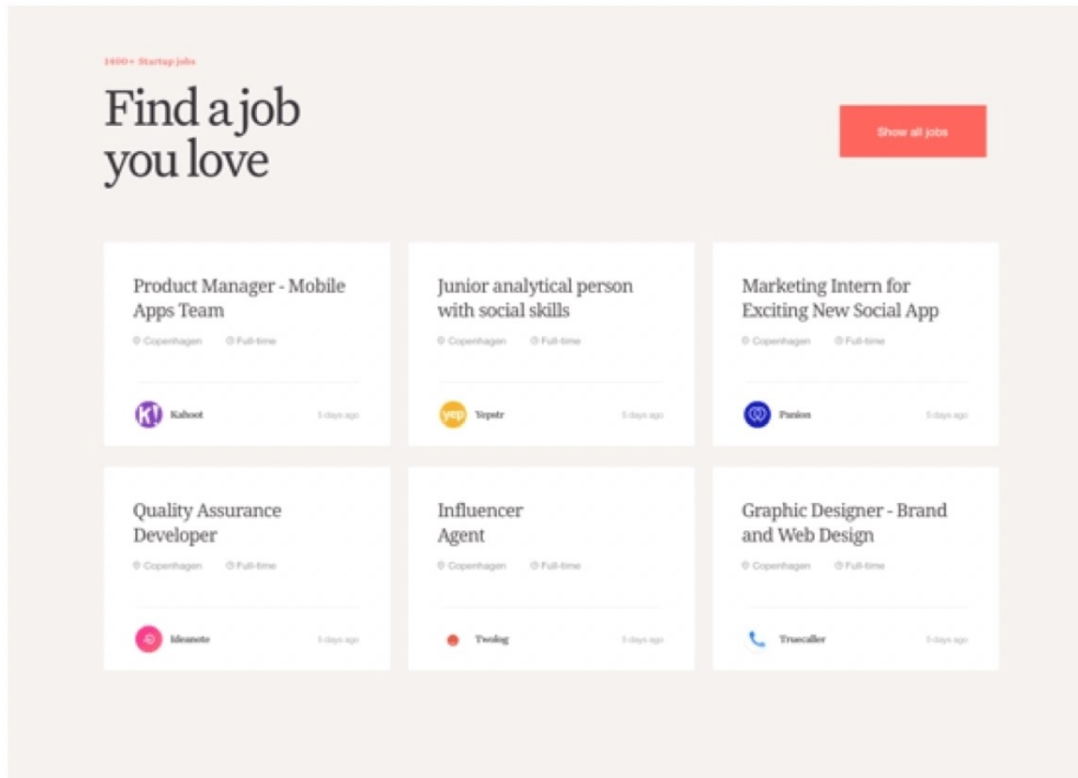 1400+ Startup jobs
Find a job
you love
Show all jobs
Product Manager - Mobile
Apps Team
Copenhagen Full-time
K!
Kahoot
5 days ago
Junior analytical person
with social skills
Copenhagen Full-time
yep
Yepstr
5 days ago
Marketing Intern for
Exciting New Social App
Copenhagen Full-time
Panion
5 days ago
Quality Assurance
Developer
Copenhagen Full-time
Ideanote
5 days ago
Influencer
Agent
Copenhagen Full-time
Twolog
5 days ago
Graphic Designer - Brand
and Web Design
Copenhagen Full-time
Truecaller
5 days ago